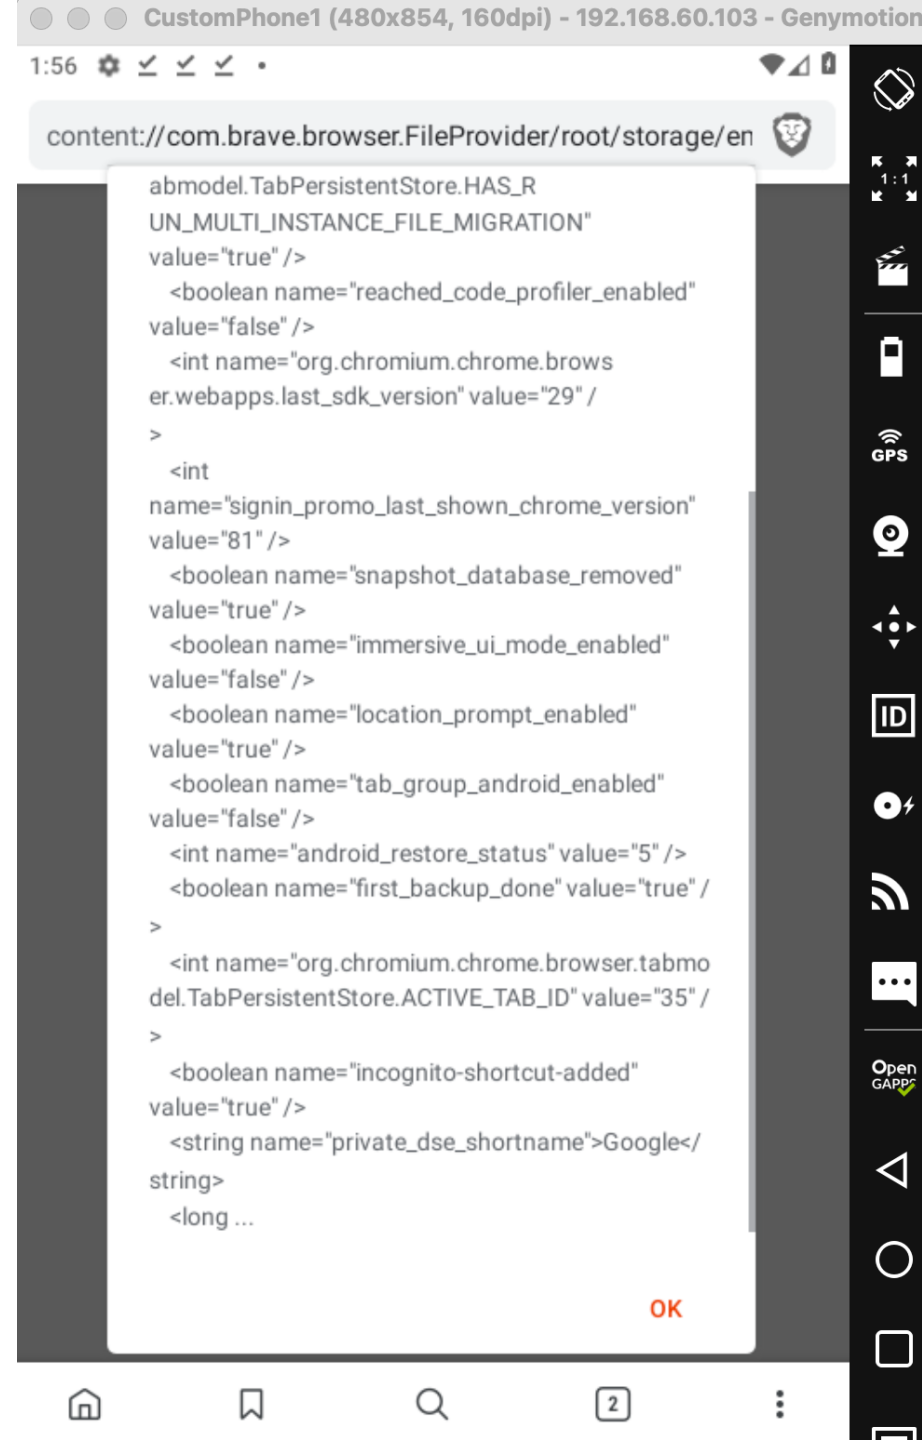 CustomPhone1 (480x854, 160dpi) - 192.168.60.103 - Genymotion
1:56
content://com.brave.browser.FileProvider/root/storage/en
abmodel.TabPersistentStore.HAS_R
UN_MULTI_INSTANCE_FILE_MIGRATION"
value="true" />
<boolean name="reached_code_profiler_enabled"
value="false" />
<int name="org.chromium.chrome.brows
er.webapps.last_sdk_version" value="29" /
>
<int
name="signin_promo_last_shown_chrome_version"
value="81" />
<boolean name="snapshot_database_removed"
value="true" />
<boolean name="immersive_ui_mode_enabled"
value="false" />
<boolean name="location_prompt_enabled"
value="true" />
<boolean name="tab_group_android_enabled"
value="false" />
<int name="android_restore_status" value="5" />
<boolean name="first_backup_done" value="true" /
>
<int name="org.chromium.chrome.browser.tabmo
del.TabPersistentStore.ACTIVE_TAB_ID" value="35" /
>
<boolean name="incognito-shortcut-added"
value="true" />
<string name="private_dse_shortname">Google</
string>
<long ...
OK
2
1:1
GPS
ID
Open
GAPPS